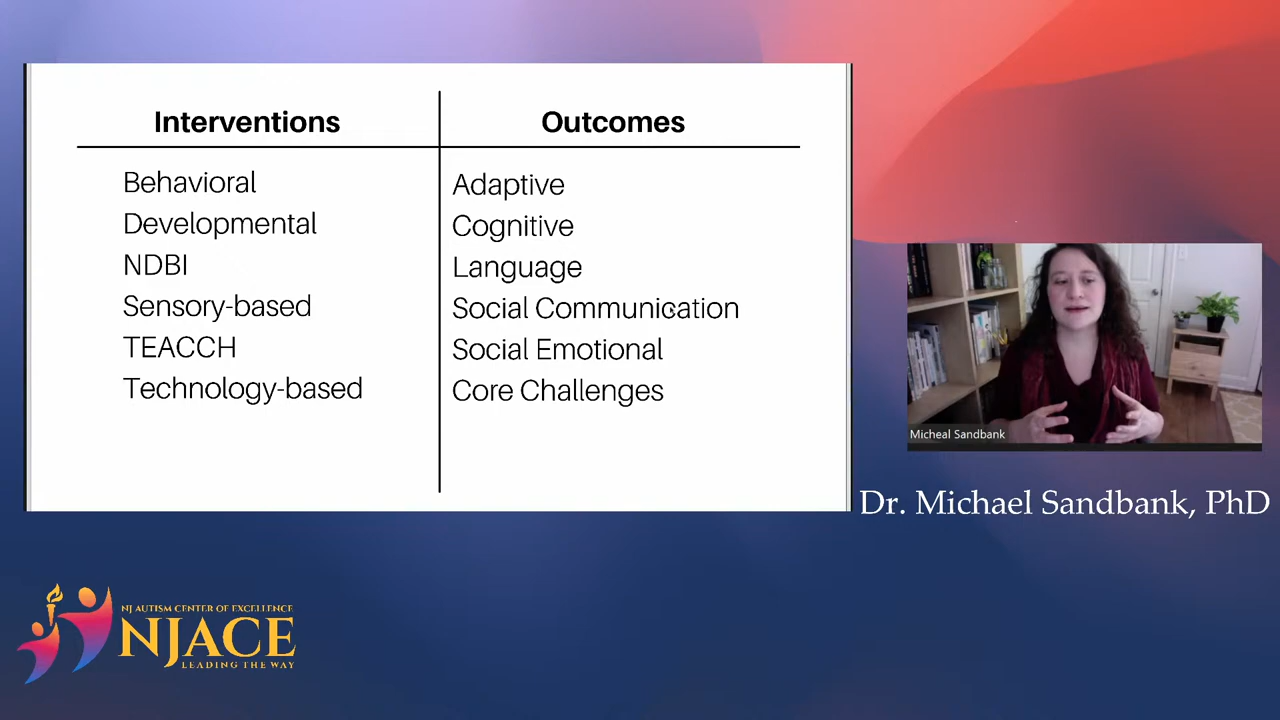 Interventions
Outcomes
Behavioral
Developmental
NDBI
Sensory-based
TEACCH
Technology-based
Adaptive
Cognitive
Language
Social Communication
Social Emotional
Core Challenges
Micheal Sandbank
Dr. Michael Sandbank, PhD
NJ AUTISM CENTER OF EXCELLENCE
NJACE
LEADING THE WAY